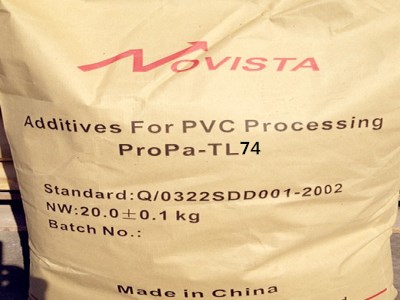 NOVISTA
Additives For PVC Processing
ProPa-TL74
Standard:Q/0322SDD001-2002
NW:20.0±0.1 kg
Batch No.:
Made in China